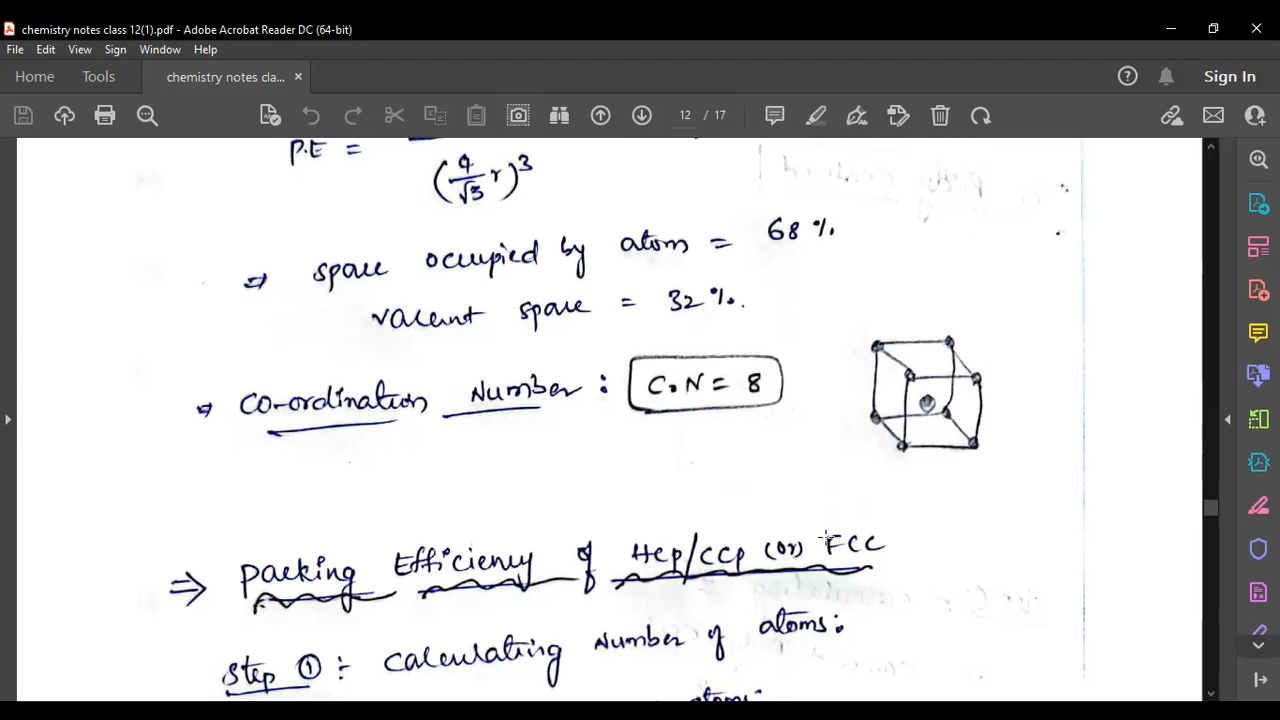 chemistry notes class 12(1).pdf - Adobe Acrobat Reader DC (64-bit)
File Edit View Sign Window Help
Home Tools chemistry notes cla... × Sign In
12 / 17
P.E =
(4/√3 r)³
⇒ space occupied by atom = 68 %
vacant space = 32 %.
⇒ CO-ordination Number : C.N = 8
⇒ Packing Efficiency of Hcp/CCp (or) FCC
Step ① :- Calculating Number of atoms:
atoms: